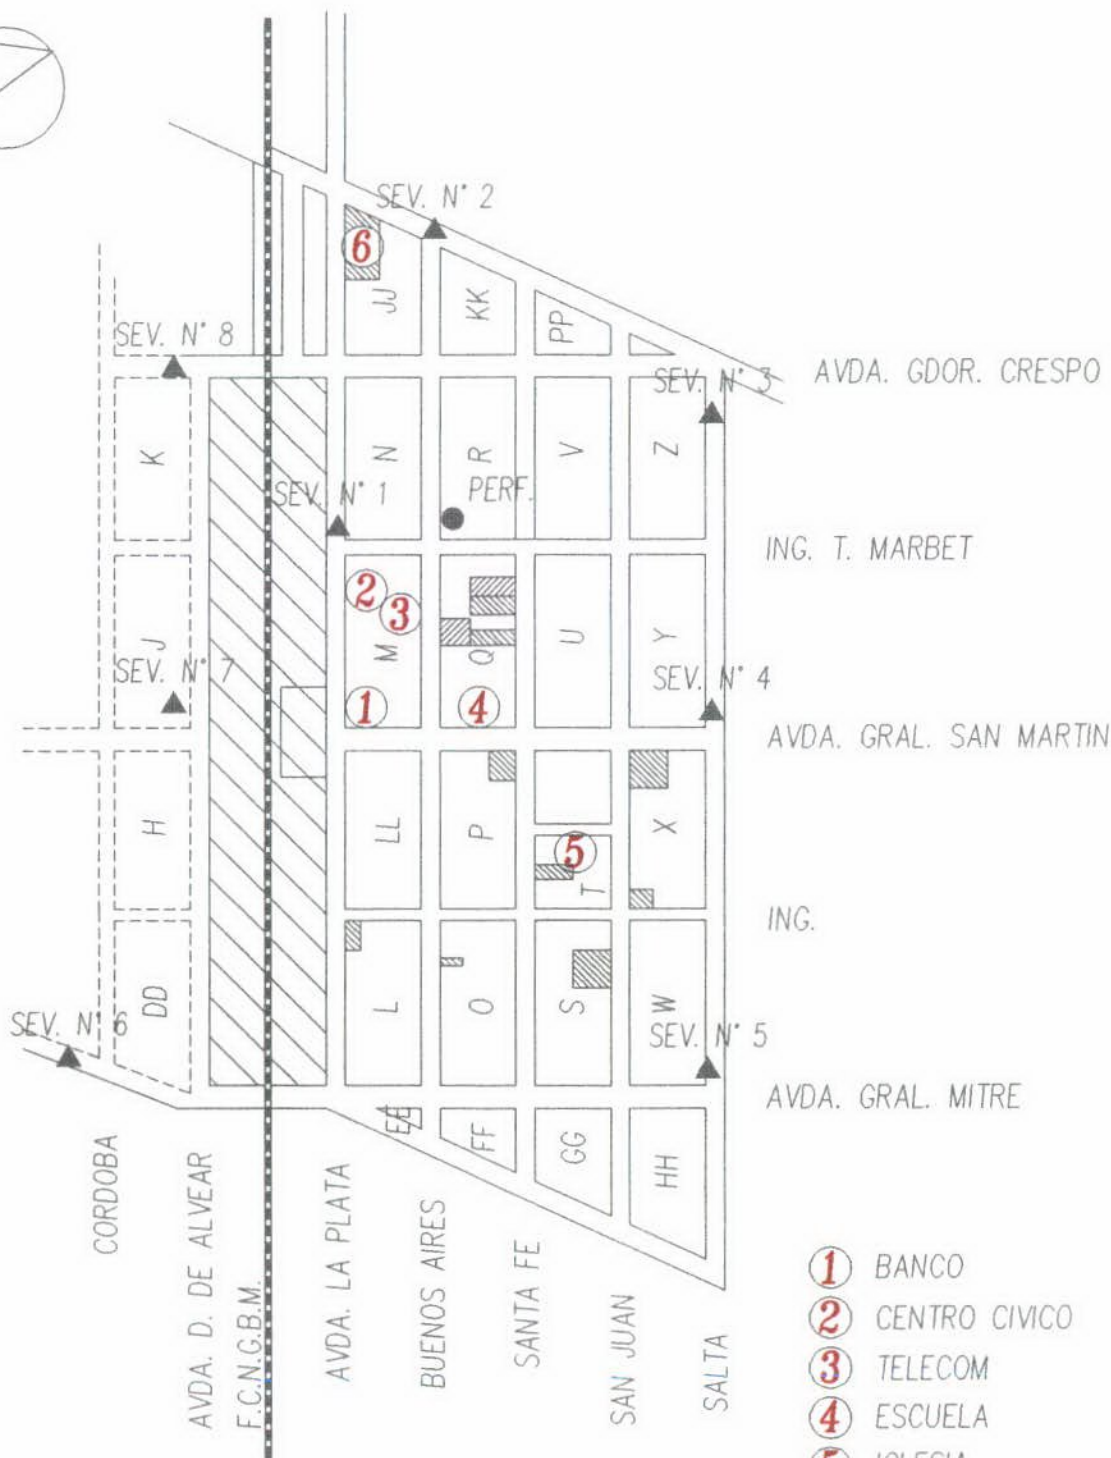 SEV. N° 2
6
JJ
KK
PP
SEV. N° 8
SEV. N° 3
AVDA. GDOR. CRESPO
K
N
R
V
Z
SEV. N° 1
PERF.
ING. T. MARBET
2
3
J
M
Q
U
Y
SEV. N° 7
SEV. N° 4
1
4
AVDA. GRAL. SAN MARTIN
H
LL
P
X
5
T
ING.
DD
L
O
S
W
SEV. N° 6
SEV. N° 5
AVDA. GRAL. MITRE
EE
FF
GG
HH
CORDOBA
AVDA. D. DE ALVEAR
F.C.N.G.B.M.
AVDA. LA PLATA
BUENOS AIRES
SANTA FE
SAN JUAN
SALTA
1 BANCO
2 CENTRO CIVICO
3 TELECOM
4 ESCUELA
5 IGLESIA